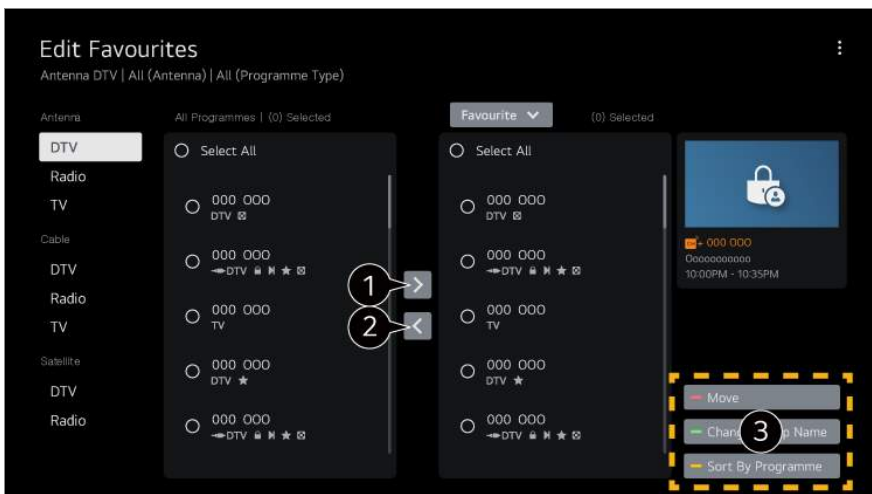 Edit Favourites
Antenna DTV | All (Antenna) | All (Programme Type)
Antenna
DTV
Radio
TV
Cable
DTV
Radio
TV
Satellite
DTV
Radio
All Programmes | (0) Selected
Select All
000 000
DTV
000 000
DTV
000 000
TV
000 000
DTV
000 000
DTV
1
2
Favourite
(0) Selected
Select All
000 000
DTV
000 000
DTV
000 000
TV
000 000
DTV
000 000
DTV
000 000
Oooooooooo
10:00PM - 10:35PM
Move
3
Name
Sort By Programme